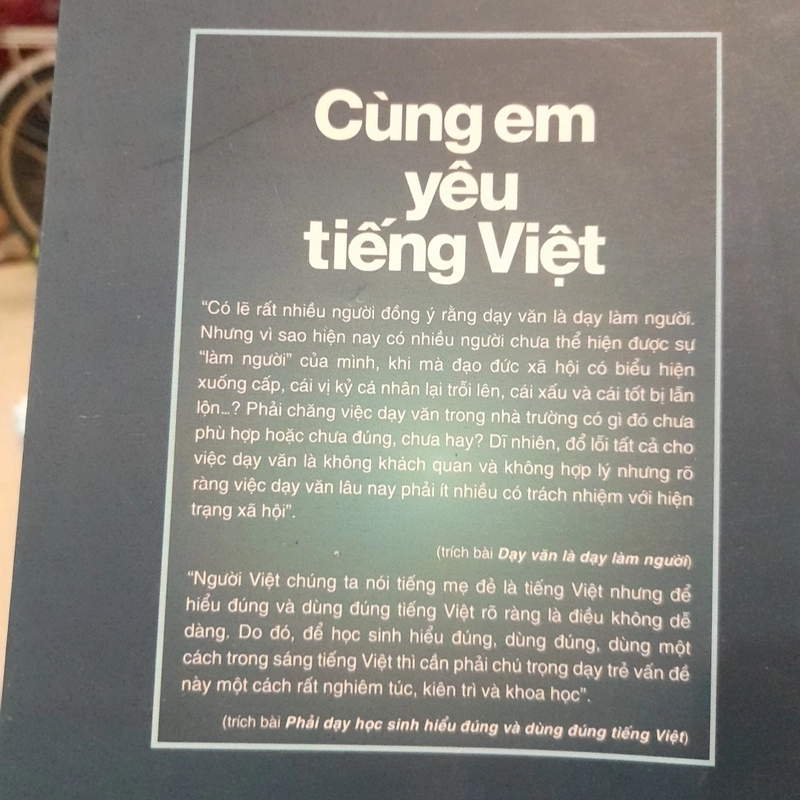 Cùng em
yêu
tiếng Việt
“Có lẽ rất nhiều người đồng ý rằng dạy văn là dạy làm người.
Nhưng vì sao hiện nay có nhiều người chưa thể hiện được sự
“làm người” của mình, khi mà đạo đức xã hội có biểu hiện
xuống cấp, cái vị kỷ cá nhân lại trỗi lên, cái xấu và cái tốt bị lẫn
lộn...? Phải chăng việc dạy văn trong nhà trường có gì đó chưa
phù hợp hoặc chưa đúng, chưa hay? Dĩ nhiên, đổ lỗi tất cả cho
việc dạy văn là không khách quan và không hợp lý nhưng rõ
ràng việc dạy văn lâu nay phải ít nhiều có trách nhiệm với hiện
trạng xã hội”.
(trích bài Dạy văn là dạy làm người)
“Người Việt chúng ta nói tiếng mẹ đẻ là tiếng Việt nhưng để
hiểu đúng và dùng đúng tiếng Việt rõ ràng là điều không dễ
dàng. Do đó, để học sinh hiểu đúng, dùng đúng, dùng một
cách trong sáng tiếng Việt thì cần phải chú trọng dạy trẻ vấn đề
này một cách rất nghiêm túc, kiên trì và khoa học”.
(trích bài Phải dạy học sinh hiểu đúng và dùng đúng tiếng Việt)